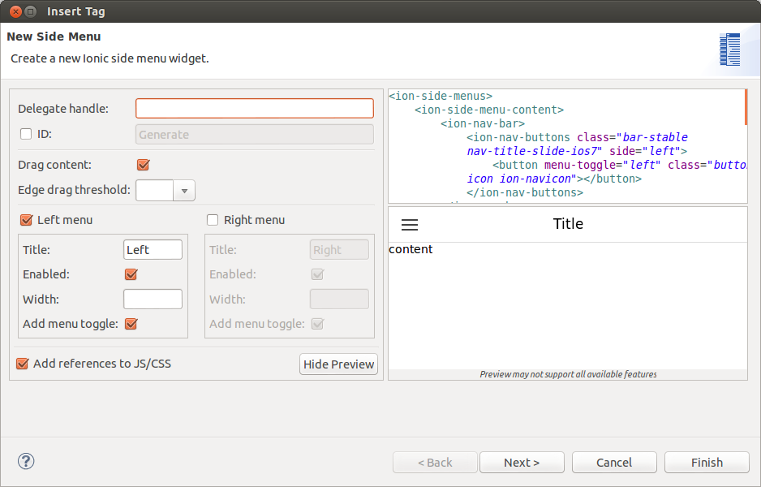 Insert Tag
New Side Menu
Create a new Ionic side menu widget.
Delegate handle:
ID: Generate
Drag content:
Edge drag threshold:
Left menu
Right menu
Title: Left
Enabled:
Width:
Add menu toggle:
Title: Right
Enabled:
Width:
Add menu toggle:
Add references to JS/CSS
Hide Preview
<ion-side-menus>
<ion-side-menu-content>
<ion-nav-bar>
<ion-nav-buttons class="bar-stable
nav-title-slide-ios7" side="left">
<button menu-toggle="left" class="button
icon ion-navicon"></button>
</ion-nav-buttons>
Title
content
Preview may not support all available features
?
< Back
Next >
Cancel
Finish